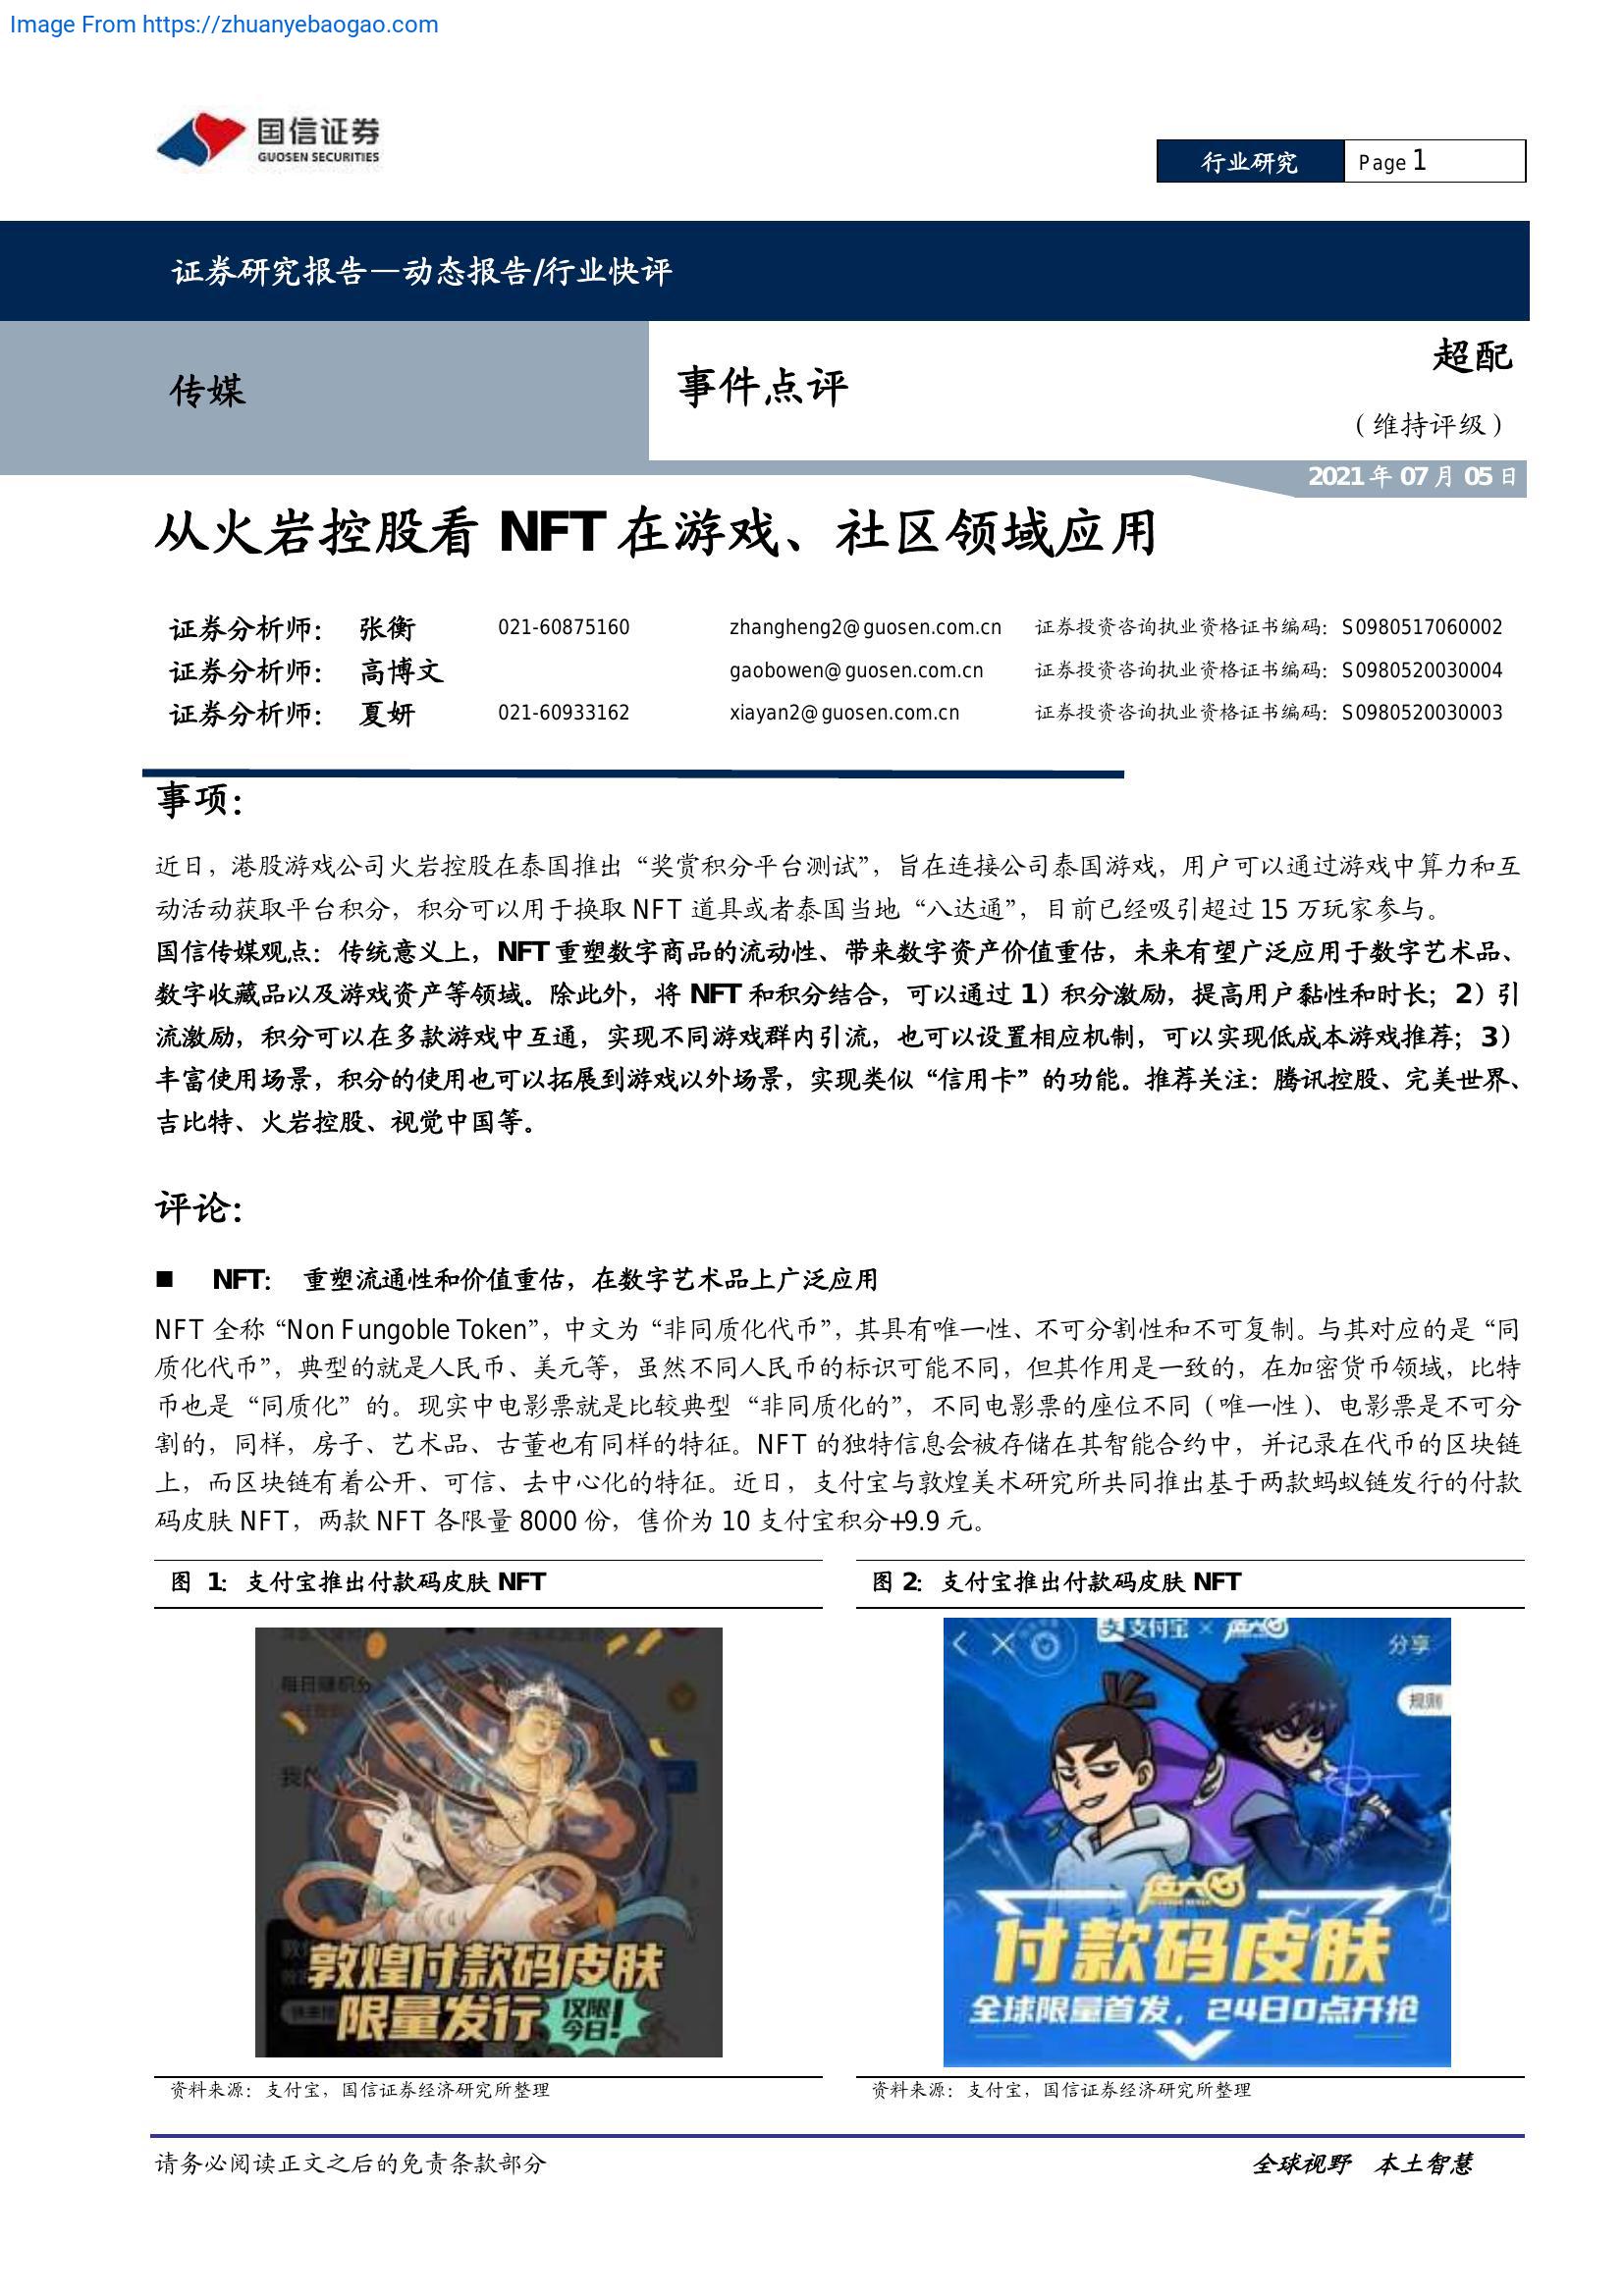 Image From https://zhuanyebaogao.com
国信证券
GUOSEN SECURITIES
行业研究 Page 1
证券研究报告—动态报告/行业快评
传媒
事件点评
超配
（维持评级）
2021 年 07 月 05 日
从火岩控股看 NFT 在游戏、社区领域应用
证券分析师： 张衡 021-60875160 zhangheng2@guosen.com.cn 证券投资咨询执业资格证书编码：S0980517060002
证券分析师： 高博文 gaobowen@guosen.com.cn 证券投资咨询执业资格证书编码：S0980520030004
证券分析师： 夏妍 021-60933162 xiayan2@guosen.com.cn 证券投资咨询执业资格证书编码：S0980520030003
事项：
近日，港股游戏公司火岩控股在泰国推出“奖赏积分平台测试”，旨在连接公司泰国游戏，用户可以通过游戏中算力和互
动活动获取平台积分，积分可以用于换取 NFT 道具或者泰国当地“八达通”，目前已经吸引超过 15 万玩家参与。
国信传媒观点：传统意义上，NFT 重塑数字商品的流动性、带来数字资产价值重估，未来有望广泛应用于数字艺术品、
数字收藏品以及游戏资产等领域。除此外，将 NFT 和积分结合，可以通过 1）积分激励，提高用户黏性和时长；2）引
流激励，积分可以在多款游戏中互通，实现不同游戏群内引流，也可以设置相应机制，可以实现低成本游戏推荐；3）
丰富使用场景，积分的使用也可以拓展到游戏以外场景，实现类似“信用卡”的功能。推荐关注：腾讯控股、完美世界、
吉比特、火岩控股、视觉中国等。
评论：
■ NFT： 重塑流通性和价值重估，在数字艺术品上广泛应用
NFT 全称“Non Fungoble Token”，中文为“非同质化代币”，其具有唯一性、不可分割性和不可复制。与其对应的是“同
质化代币”，典型的就是人民币、美元等，虽然不同人民币的标识可能不同，但其作用是一致的，在加密货币领域，比特
币也是“同质化”的。现实中电影票就是比较典型“非同质化的”，不同电影票的座位不同（唯一性）、电影票是不可分
割的，同样，房子、艺术品、古董也有同样的特征。NFT 的独特信息会被存储在其智能合约中，并记录在代币的区块链
上，而区块链有着公开、可信、去中心化的特征。近日，支付宝与敦煌美术研究所共同推出基于两款蚂蚁链发行的付款
码皮肤 NFT，两款 NFT 各限量 8000 份，售价为 10 支付宝积分+9.9 元。
图 1：支付宝推出付款码皮肤 NFT
每日赚积分
敦煌付款码皮肤
限量发行 仅限
今日!
资料来源：支付宝，国信证券经济研究所整理
图 2：支付宝推出付款码皮肤 NFT
支付宝 ×
分享
规则
付款码皮肤
全球限量首发，24日0点开抢
资料来源：支付宝，国信证券经济研究所整理
请务必阅读正文之后的免责条款部分
全球视野 本土智慧